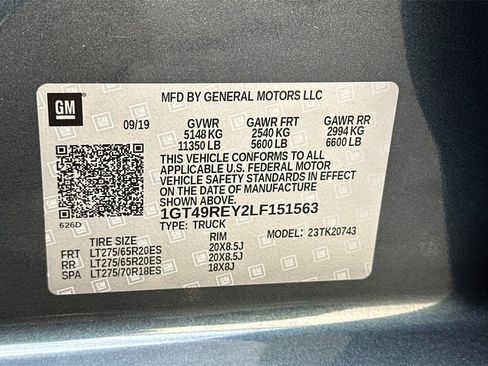 GM
MFD BY GENERAL MOTORS LLC
09/19 GVWR GAWR FRT GAWR RR
5148 KG 2540 KG 2994 KG
11350 LB 5600 LB 6600 LB
THIS VEHICLE CONFORMS TO ALL
APPLICABLE U.S. FEDERAL MOTOR
VEHICLE SAFETY STANDARDS IN EFFECT
ON THE DATE OF MANUFACTURE
SHOWN ABOVE.
626D 1GT49REY2LF151563
TYPE: TRUCK 23TK20743
TIRE SIZE RIM
FRT LT275/65R20ES 20X8.5J
RR LT275/65R20ES 20X8.5J
SPA LT275/70R18ES 18X8J